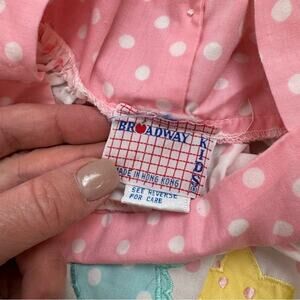 BROADWAY
KIDS
MADE IN HONG KONG
SEE REVERSE
FOR CARE